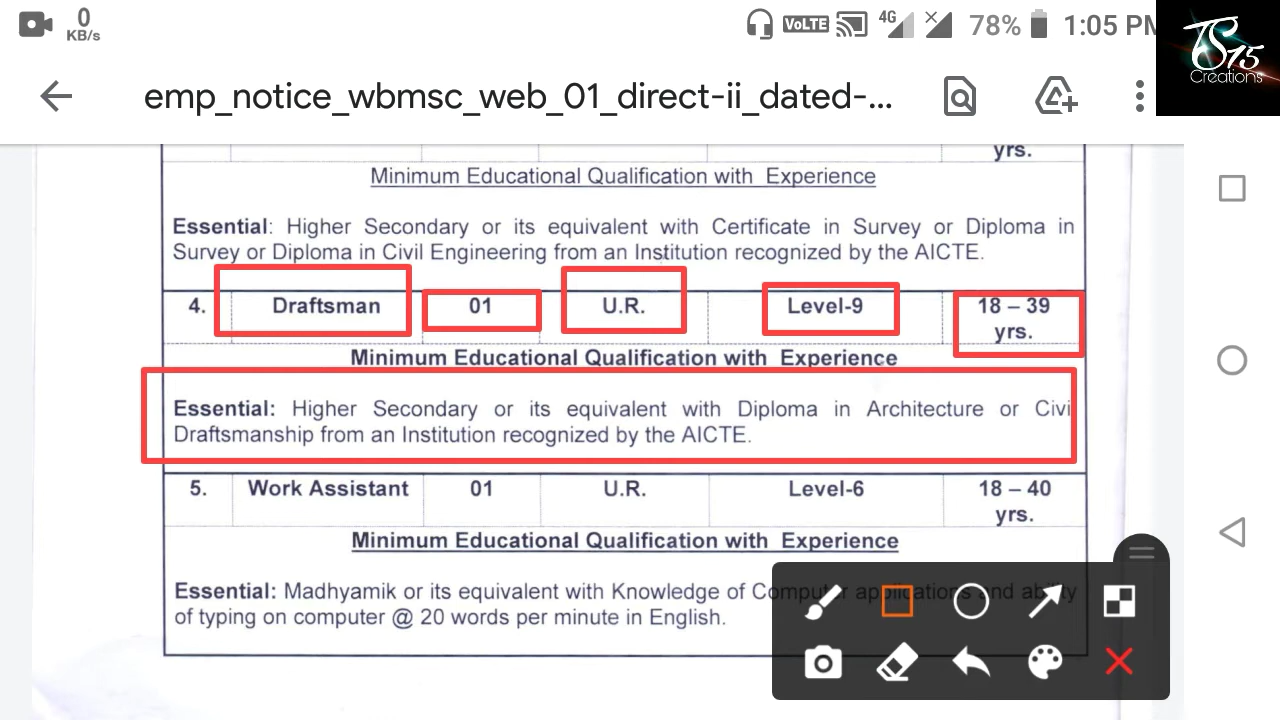 0
KB/s
VoLTE
4G
78%
1:05 PM
TS15
Creations
emp_notice_wbmsc_web_01_direct-ii_dated-...
yrs.
Minimum Educational Qualification with Experience
Essential: Higher Secondary or its equivalent with Certificate in Survey or Diploma in
Survey or Diploma in Civil Engineering from an Institution recognized by the AICTE.
4. Draftsman 01 U.R. Level-9 18 – 39
yrs.
Minimum Educational Qualification with Experience
Essential: Higher Secondary or its equivalent with Diploma in Architecture or Civi
Draftsmanship from an Institution recognized by the AICTE.
5. Work Assistant 01 U.R. Level-6 18 – 40
yrs.
Minimum Educational Qualification with Experience
Essential: Madhyamik or its equivalent with Knowledge of Computer applications and ability
of typing on computer @ 20 words per minute in English.